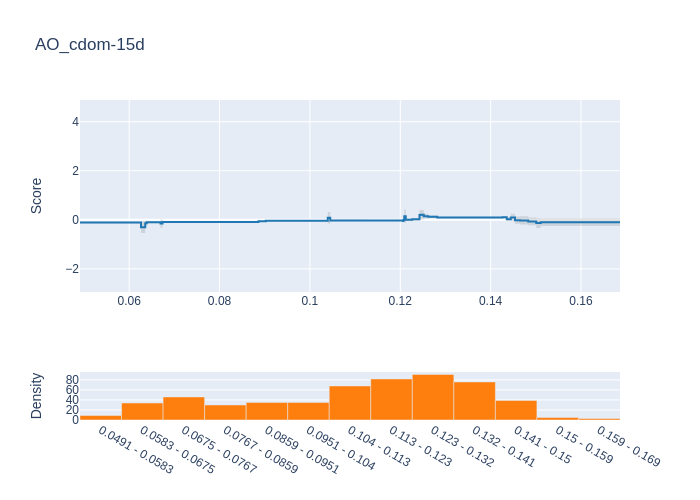 AO_cdom-15d
Score
4
2
0
−2
0.06 0.08 0.1 0.12 0.14 0.16
Density
80
60
40
20
0
0.0491 - 0.0583
0.0583 - 0.0675
0.0675 - 0.0767
0.0767 - 0.0859
0.0859 - 0.0951
0.0951 - 0.104
0.104 - 0.113
0.113 - 0.123
0.123 - 0.132
0.132 - 0.141
0.141 - 0.15
0.15 - 0.159
0.159 - 0.169